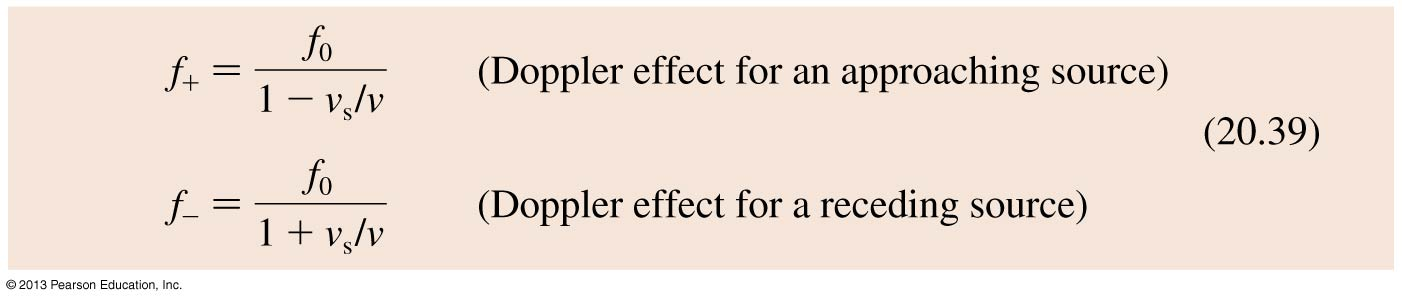 f₊ = f₀ / (1 − vₛ/v) (Doppler effect for an approaching source)
(20.39)
f₋ = f₀ / (1 + vₛ/v) (Doppler effect for a receding source)
© 2013 Pearson Education, Inc.